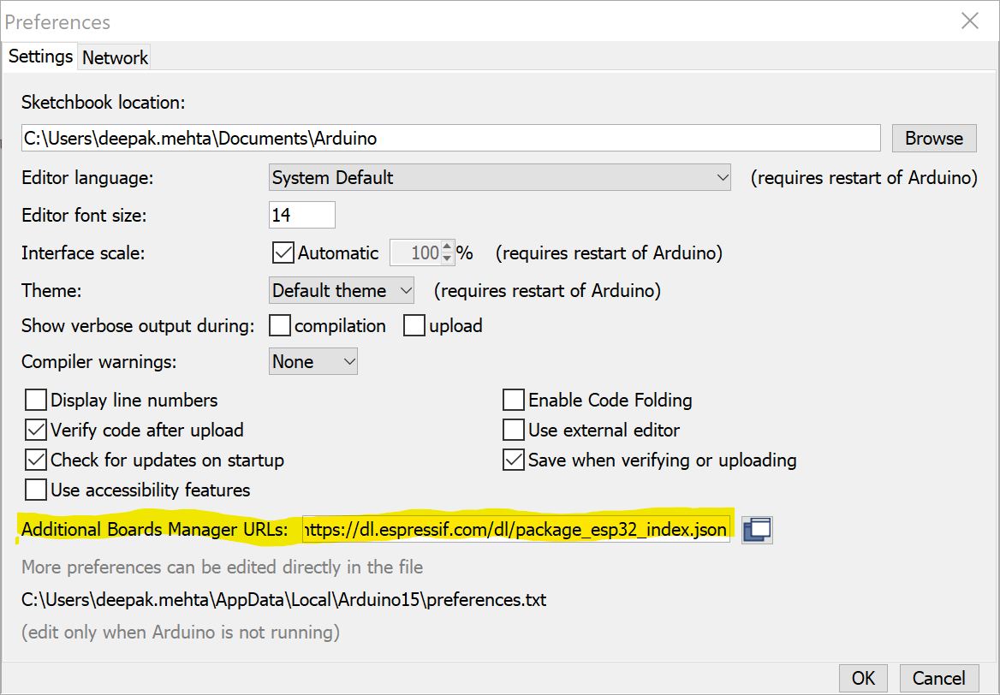 Preferences
Settings Network
Sketchbook location:
C:\Users\deepak.mehta\Documents\Arduino Browse
Editor language: System Default (requires restart of Arduino)
Editor font size: 14
Interface scale: Automatic 100 % (requires restart of Arduino)
Theme: Default theme (requires restart of Arduino)
Show verbose output during: compilation upload
Compiler warnings: None
Display line numbers Enable Code Folding
Verify code after upload Use external editor
Check for updates on startup Save when verifying or uploading
Use accessibility features
Additional Boards Manager URLs: https://dl.espressif.com/dl/package_esp32_index.json
More preferences can be edited directly in the file
C:\Users\deepak.mehta\AppData\Local\Arduino15\preferences.txt
(edit only when Arduino is not running)
OK Cancel